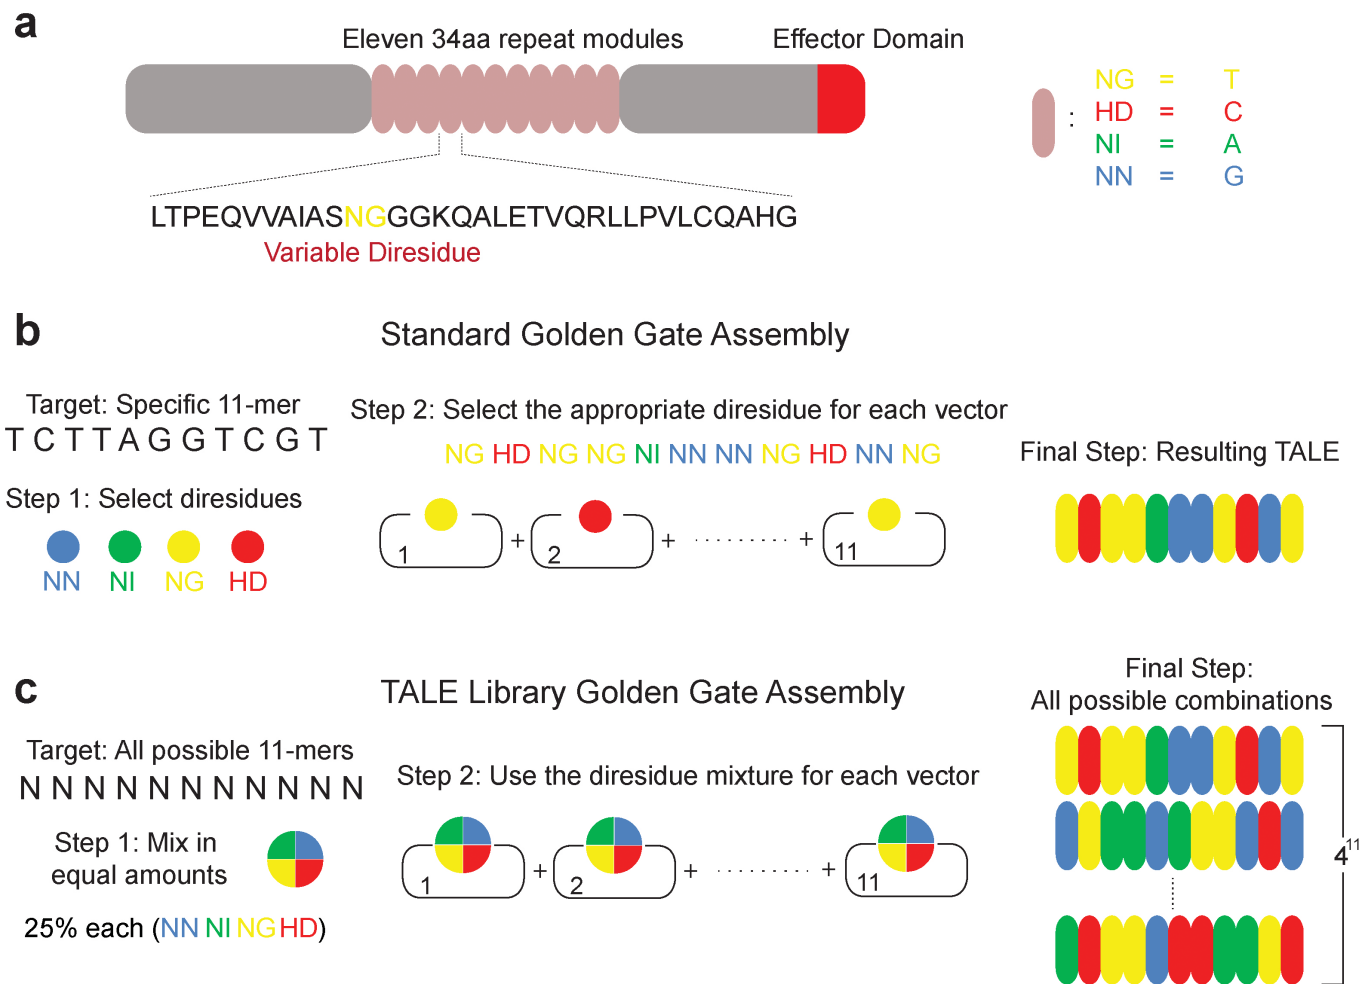 a
Eleven 34aa repeat modules
Effector Domain
NG = T
: HD = C
NI = A
NN = G
LTPEQVVAIASNGGGKQALETVQRLLPVLCQAHG
Variable Diresidue
b
Standard Golden Gate Assembly
Target: Specific 11-mer
T C T T A G G T C G T
Step 1: Select diresidues
NN NI NG HD
Step 2: Select the appropriate diresidue for each vector
NG HD NG NG NI NN NN NG HD NN NG
1 + 2 + ........ + 11
Final Step: Resulting TALE
c
TALE Library Golden Gate Assembly
Target: All possible 11-mers
N N N N N N N N N N N
Step 1: Mix in
equal amounts
25% each (NN NI NG HD)
Step 2: Use the diresidue mixture for each vector
1 + 2 + ........ + 11
Final Step:
All possible combinations
4¹¹